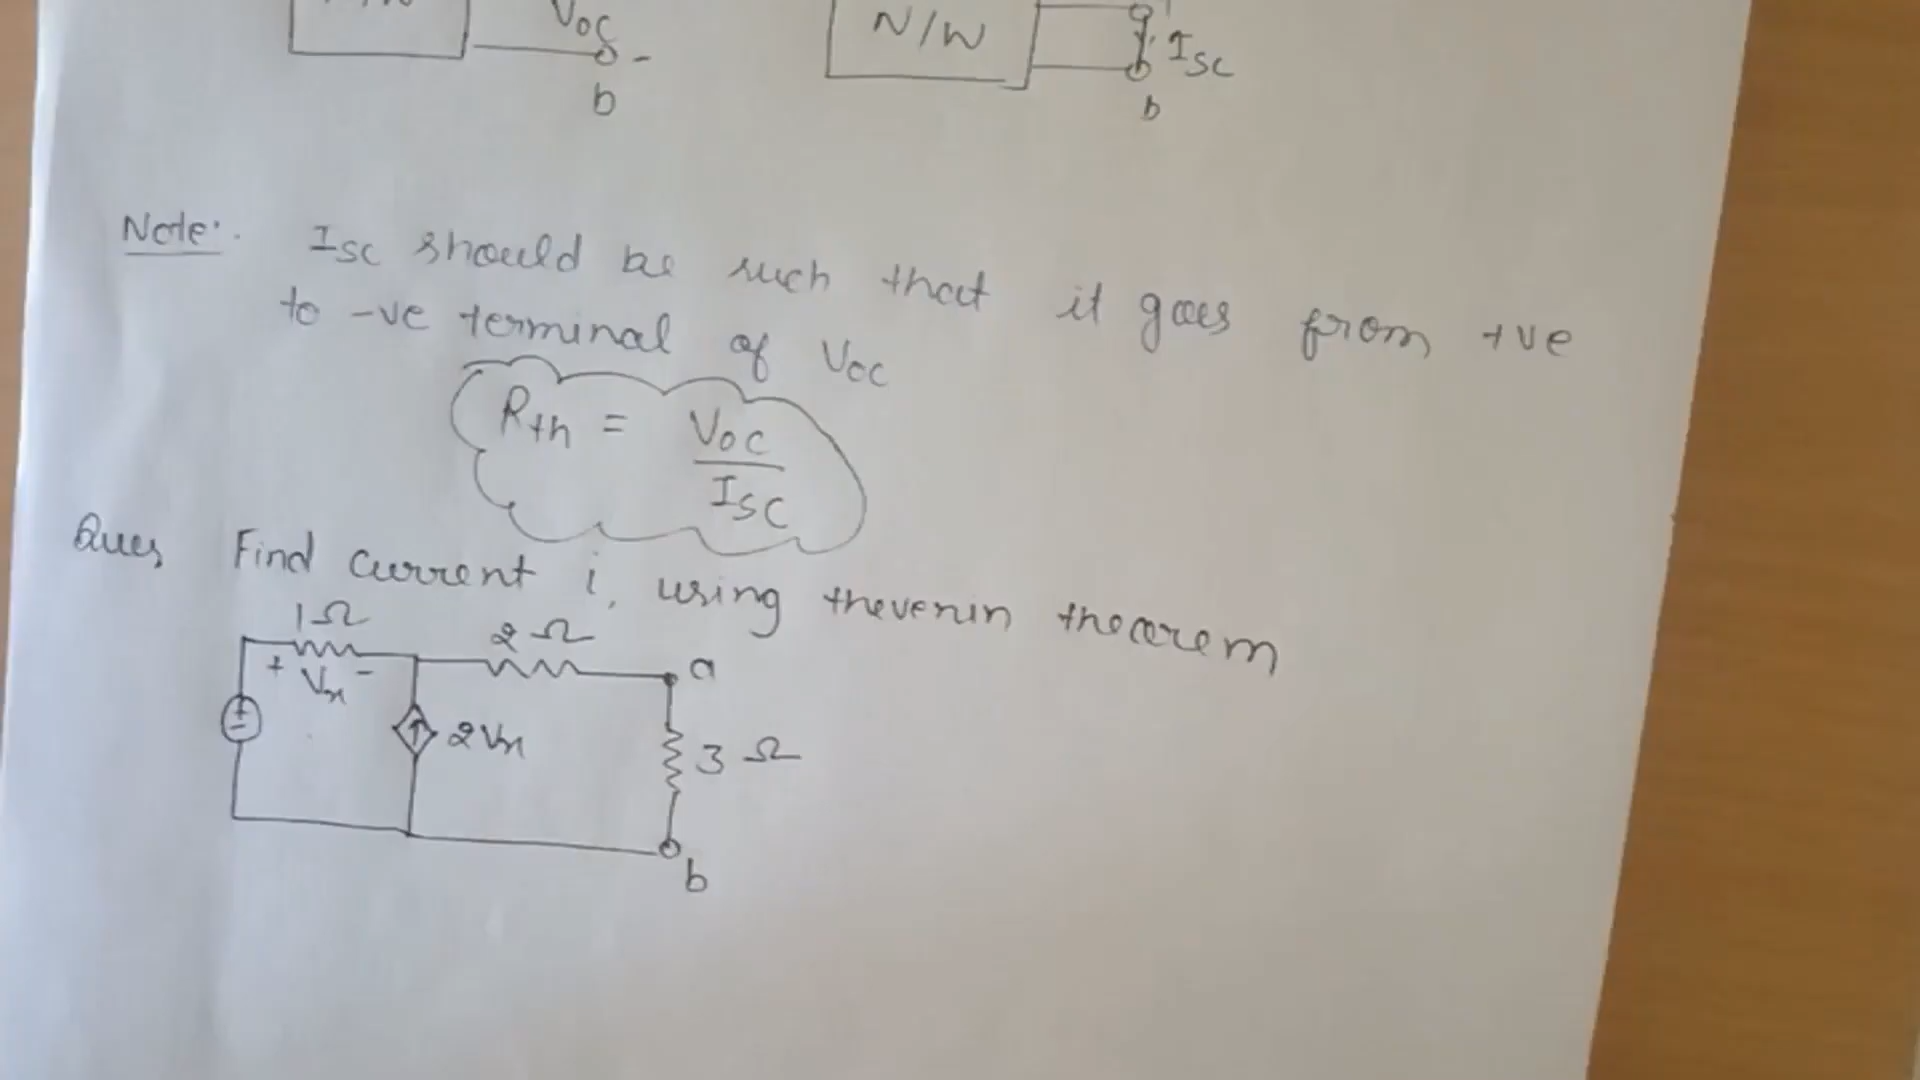 Voc
b
N/W
Isc
b
Note:. Isc should be such that it goes from +ve
to -ve terminal of Voc
Rth = Voc
Isc
Ques, Find current i, using thevenin theorem
1Ω
2Ω
a
+ Vx -
+
-
2Vx
3 Ω
b